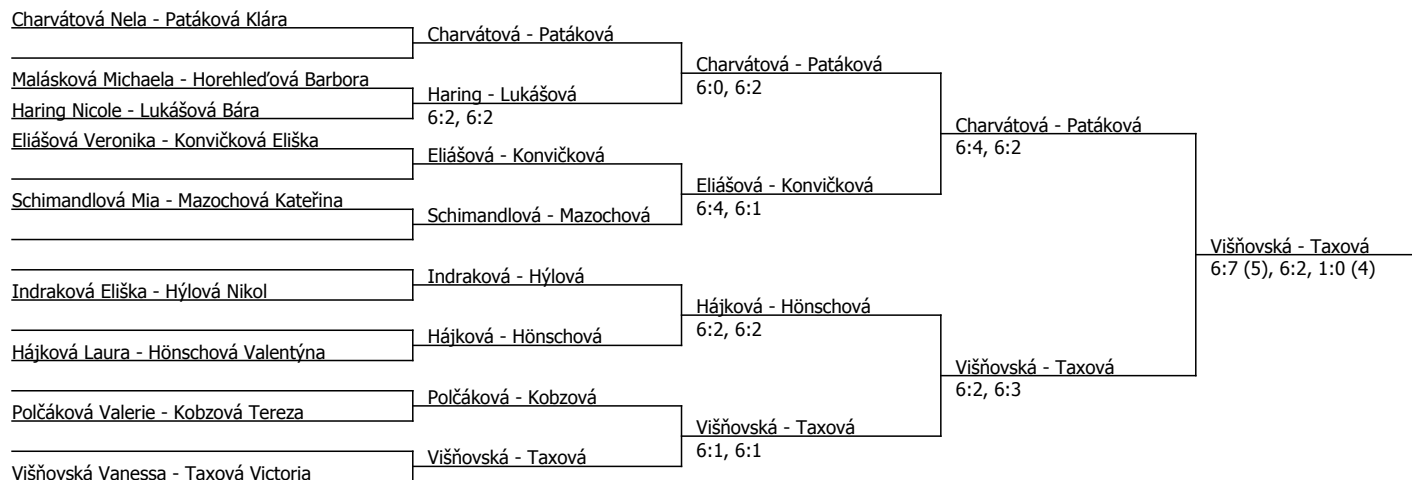 Charvátová Nela - Patáková Klára
Malásková Michaela - Horehleďová Barbora
Haring Nicole - Lukášová Bára
Eliášová Veronika - Konvičková Eliška
Schimandlová Mia - Mazochová Kateřina
Indraková Eliška - Hýlová Nikol
Hájková Laura - Hönschová Valentýna
Polčáková Valerie - Kobzová Tereza
Višňovská Vanessa - Taxová Victoria
Charvátová - Patáková
Haring - Lukášová
6:2, 6:2
Eliášová - Konvičková
Schimandlová - Mazochová
Indraková - Hýlová
Hájková - Hönschová
Polčáková - Kobzová
Višňovská - Taxová
Charvátová - Patáková
6:0, 6:2
Eliášová - Konvičková
6:4, 6:1
Hájková - Hönschová
6:2, 6:2
Višňovská - Taxová
6:1, 6:1
Charvátová - Patáková
6:4, 6:2
Višňovská - Taxová
6:2, 6:3
Višňovská - Taxová
6:7 (5), 6:2, 1:0 (4)